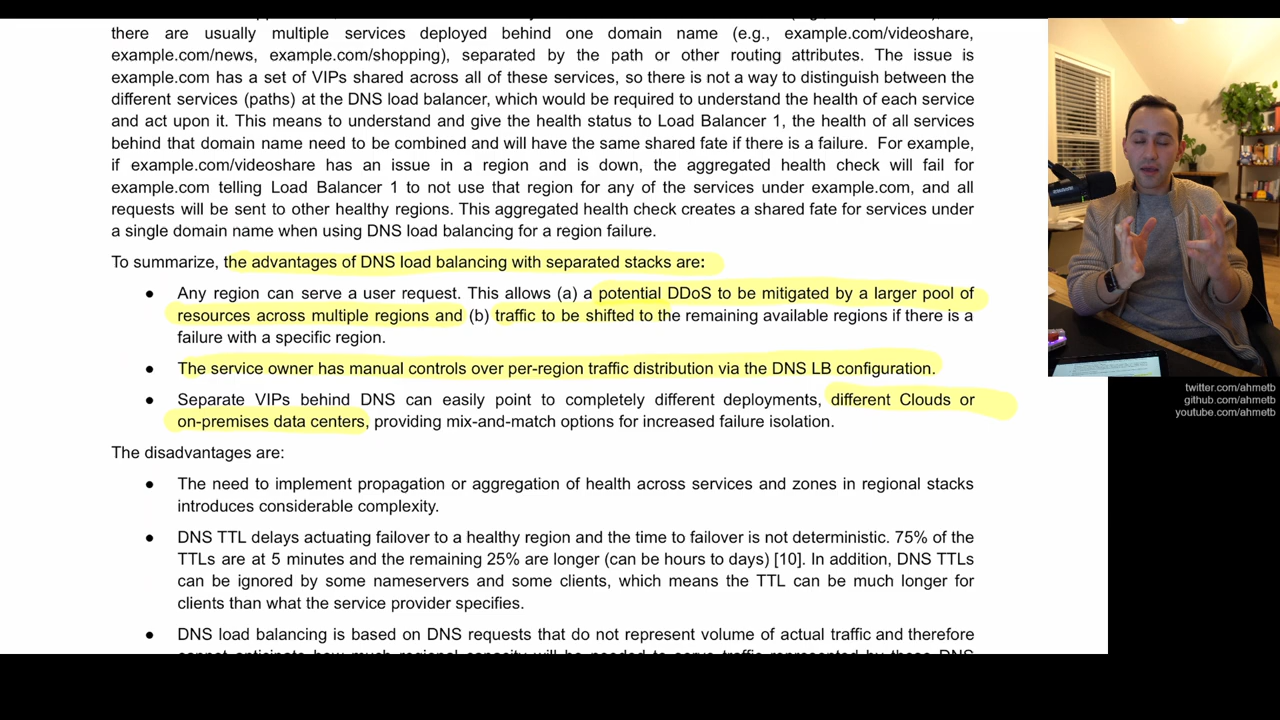 there are usually multiple services deployed behind one domain name (e.g., example.com/videoshare,
example.com/news, example.com/shopping), separated by the path or other routing attributes. The issue is
example.com has a set of VIPs shared across all of these services, so there is not a way to distinguish between the
different services (paths) at the DNS load balancer, which would be required to understand the health of each service
and act upon it. This means to understand and give the health status to Load Balancer 1, the health of all services
behind that domain name need to be combined and will have the same shared fate if there is a failure. For example,
if example.com/videoshare has an issue in a region and is down, the aggregated health check will fail for
example.com telling Load Balancer 1 to not use that region for any of the services under example.com, and all
requests will be sent to other healthy regions. This aggregated health check creates a shared fate for services under
a single domain name when using DNS load balancing for a region failure.
To summarize, the advantages of DNS load balancing with separated stacks are:
● Any region can serve a user request. This allows (a) a potential DDoS to be mitigated by a larger pool of
resources across multiple regions and (b) traffic to be shifted to the remaining available regions if there is a
failure with a specific region.
● The service owner has manual controls over per-region traffic distribution via the DNS LB configuration.
● Separate VIPs behind DNS can easily point to completely different deployments, different Clouds or
on-premises data centers, providing mix-and-match options for increased failure isolation.
The disadvantages are:
● The need to implement propagation or aggregation of health across services and zones in regional stacks
introduces considerable complexity.
● DNS TTL delays actuating failover to a healthy region and the time to failover is not deterministic. 75% of the
TTLs are at 5 minutes and the remaining 25% are longer (can be hours to days) [10]. In addition, DNS TTLs
can be ignored by some nameservers and some clients, which means the TTL can be much longer for
clients than what the service provider specifies.
● DNS load balancing is based on DNS requests that do not represent volume of actual traffic and therefore
twitter.com/ahmetb
github.com/ahmetb
youtube.com/ahmetb